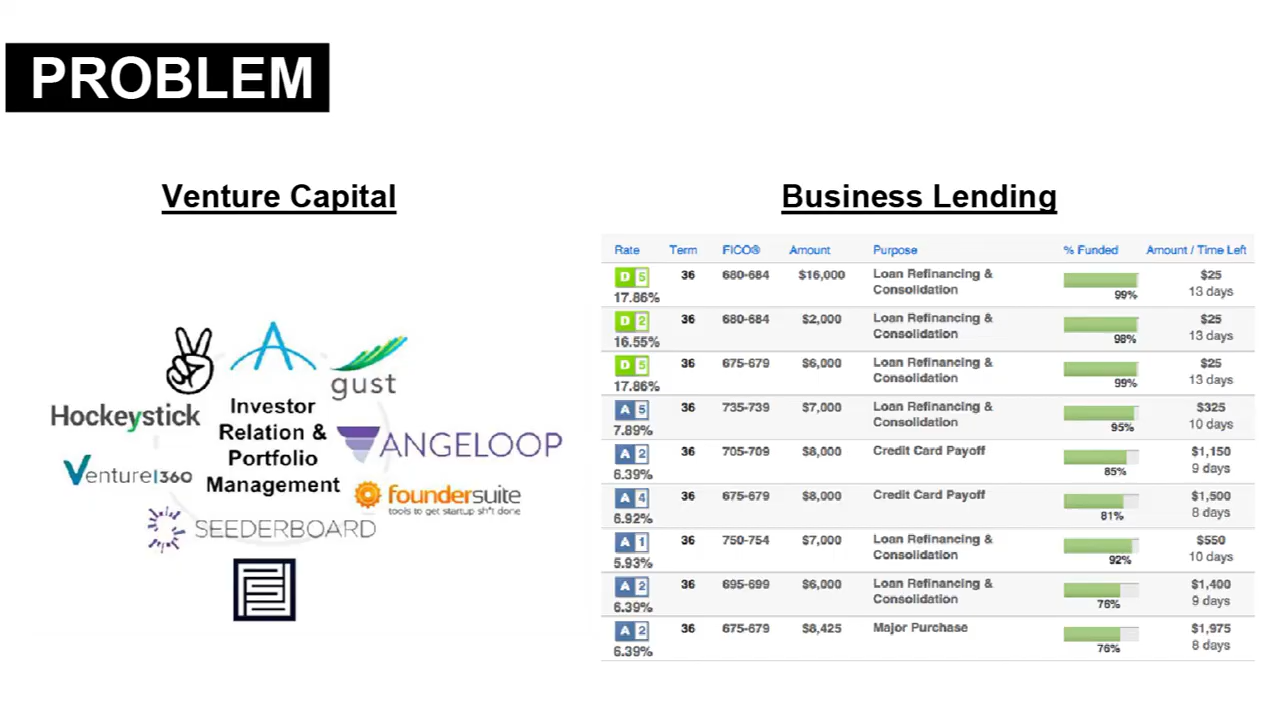 PROBLEM
Venture Capital
Business Lending
gust
Hockeystick
Investor
Relation &
Portfolio
Management
ANGELOOP
Venture|360
foundersuite
tools to get startup sh*t done
SEEDERBOARD
Rate Term FICO® Amount Purpose % Funded Amount / Time Left
D 5 36 680-684 $16,000 Loan Refinancing & $25
17.86% Consolidation 99% 13 days
D 2 36 680-684 $2,000 Loan Refinancing & $25
16.55% Consolidation 98% 13 days
D 5 36 675-679 $6,000 Loan Refinancing & $25
17.86% Consolidation 99% 13 days
A 5 36 735-739 $7,000 Loan Refinancing & $325
7.89% Consolidation 95% 10 days
A 2 36 705-709 $8,000 Credit Card Payoff $1,150
6.39% 85% 9 days
A 4 36 675-679 $8,000 Credit Card Payoff $1,500
6.92% 81% 8 days
A 1 36 750-754 $7,000 Loan Refinancing & $550
5.93% Consolidation 92% 10 days
A 2 36 695-699 $6,000 Loan Refinancing & $1,400
6.39% Consolidation 76% 9 days
A 2 36 675-679 $8,425 Major Purchase $1,975
6.39% 76% 8 days